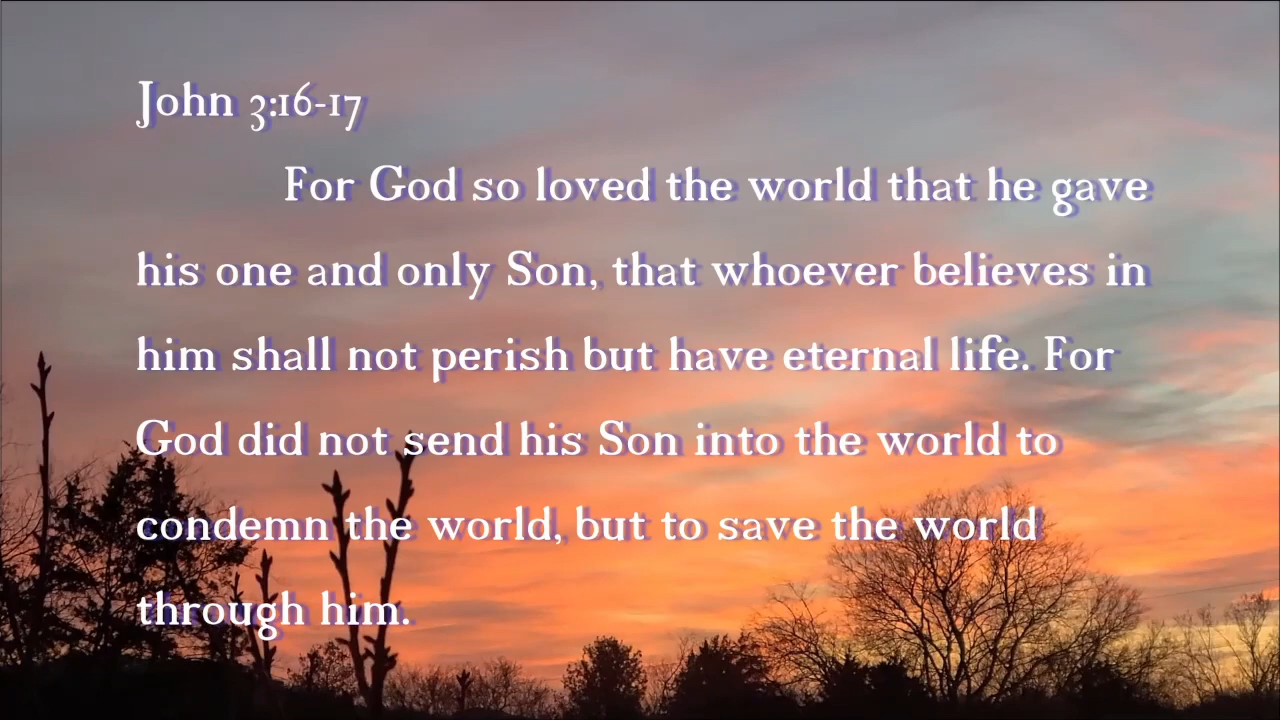 John 3:16-17
For God so loved the world that he gave
his one and only Son, that whoever believes in
him shall not perish but have eternal life. For
God did not send his Son into the world to
condemn the world, but to save the world
through him.